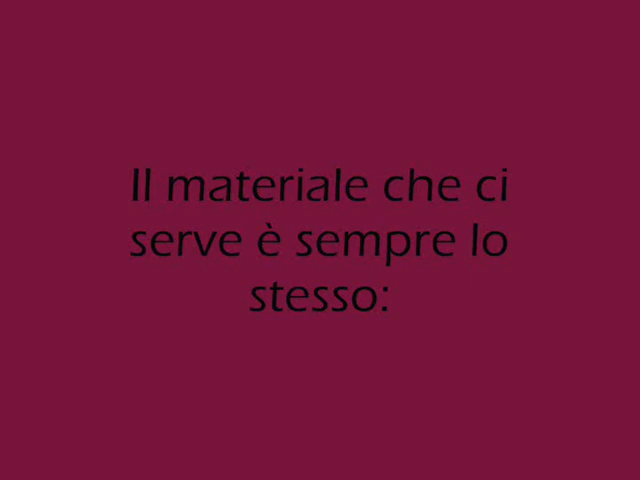 Il materiale che ci
serve è sempre lo
stesso: